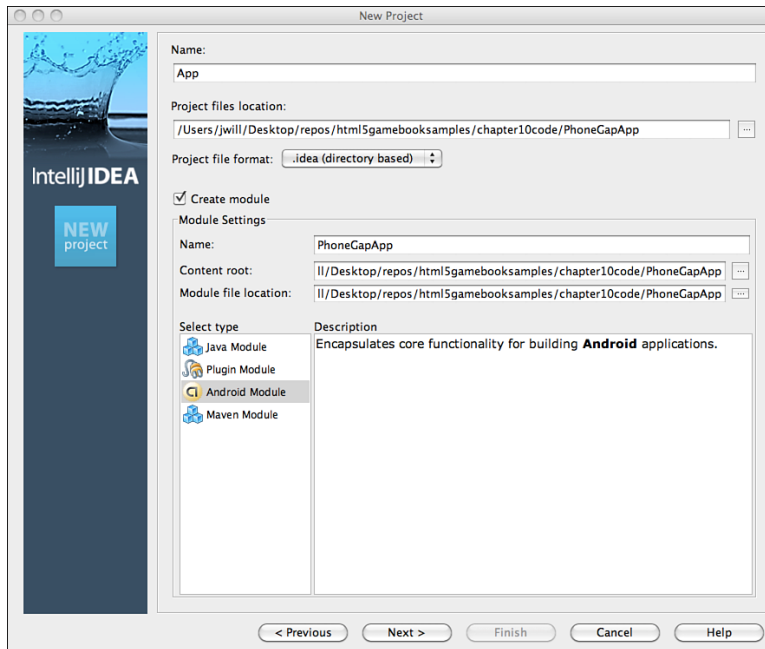 New Project
IntelliJIDEA
NEW
project
Name:
App
Project files location:
/Users/jwill/Desktop/repos/html5gamebooksamples/chapter10code/PhoneGapApp
...
Project file format:
.idea (directory based)
Create module
Module Settings
Name:
PhoneGapApp
Content root:
ll/Desktop/repos/html5gamebooksamples/chapter10code/PhoneGapApp
...
Module file location:
ll/Desktop/repos/html5gamebooksamples/chapter10code/PhoneGapApp
...
Select type
Java Module
Plugin Module
Android Module
Maven Module
Description
Encapsulates core functionality for building Android applications.
< Previous
Next >
Finish
Cancel
Help